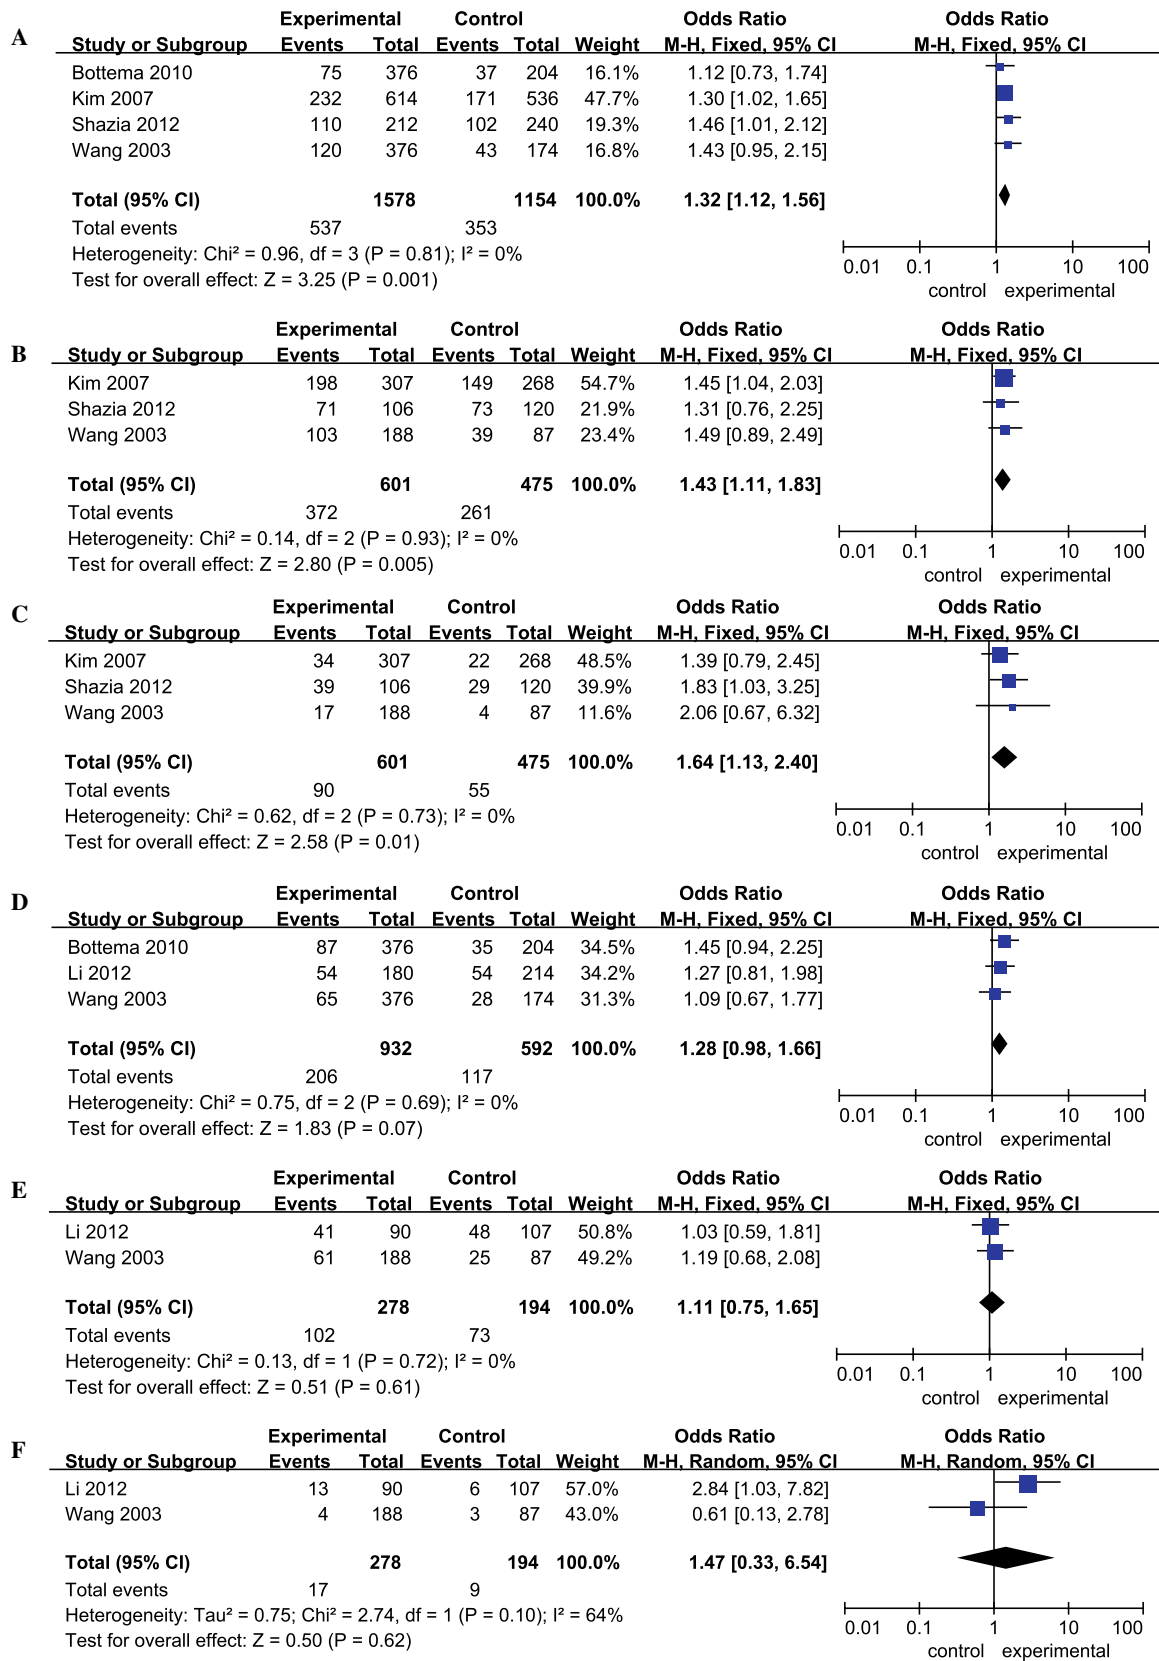 A
Experimental Control Odds Ratio Odds Ratio
Study or Subgroup Events Total Events Total Weight M-H, Fixed, 95% CI M-H, Fixed, 95% CI
Bottema 2010 75 376 37 204 16.1% 1.12 [0.73, 1.74]
Kim 2007 232 614 171 536 47.7% 1.30 [1.02, 1.65]
Shazia 2012 110 212 102 240 19.3% 1.46 [1.01, 2.12]
Wang 2003 120 376 43 174 16.8% 1.43 [0.95, 2.15]
Total (95% CI) 1578 1154 100.0% 1.32 [1.12, 1.56]
Total events 537 353
Heterogeneity: Chi² = 0.96, df = 3 (P = 0.81); I² = 0%
Test for overall effect: Z = 3.25 (P = 0.001)
0.01 0.1 1 10 100
control experimental
B
Experimental Control Odds Ratio Odds Ratio
Study or Subgroup Events Total Events Total Weight M-H, Fixed, 95% CI M-H, Fixed, 95% CI
Kim 2007 198 307 149 268 54.7% 1.45 [1.04, 2.03]
Shazia 2012 71 106 73 120 21.9% 1.31 [0.76, 2.25]
Wang 2003 103 188 39 87 23.4% 1.49 [0.89, 2.49]
Total (95% CI) 601 475 100.0% 1.43 [1.11, 1.83]
Total events 372 261
Heterogeneity: Chi² = 0.14, df = 2 (P = 0.93); I² = 0%
Test for overall effect: Z = 2.80 (P = 0.005)
0.01 0.1 1 10 100
control experimental
C
Experimental Control Odds Ratio Odds Ratio
Study or Subgroup Events Total Events Total Weight M-H, Fixed, 95% CI M-H, Fixed, 95% CI
Kim 2007 34 307 22 268 48.5% 1.39 [0.79, 2.45]
Shazia 2012 39 106 29 120 39.9% 1.83 [1.03, 3.25]
Wang 2003 17 188 4 87 11.6% 2.06 [0.67, 6.32]
Total (95% CI) 601 475 100.0% 1.64 [1.13, 2.40]
Total events 90 55
Heterogeneity: Chi² = 0.62, df = 2 (P = 0.73); I² = 0%
Test for overall effect: Z = 2.58 (P = 0.01)
0.01 0.1 1 10 100
control experimental
D
Experimental Control Odds Ratio Odds Ratio
Study or Subgroup Events Total Events Total Weight M-H, Fixed, 95% CI M-H, Fixed, 95% CI
Bottema 2010 87 376 35 204 34.5% 1.45 [0.94, 2.25]
Li 2012 54 180 54 214 34.2% 1.27 [0.81, 1.98]
Wang 2003 65 376 28 174 31.3% 1.09 [0.67, 1.77]
Total (95% CI) 932 592 100.0% 1.28 [0.98, 1.66]
Total events 206 117
Heterogeneity: Chi² = 0.75, df = 2 (P = 0.69); I² = 0%
Test for overall effect: Z = 1.83 (P = 0.07)
0.01 0.1 1 10 100
control experimental
E
Experimental Control Odds Ratio Odds Ratio
Study or Subgroup Events Total Events Total Weight M-H, Fixed, 95% CI M-H, Fixed, 95% CI
Li 2012 41 90 48 107 50.8% 1.03 [0.59, 1.81]
Wang 2003 61 188 25 87 49.2% 1.19 [0.68, 2.08]
Total (95% CI) 278 194 100.0% 1.11 [0.75, 1.65]
Total events 102 73
Heterogeneity: Chi² = 0.13, df = 1 (P = 0.72); I² = 0%
Test for overall effect: Z = 0.51 (P = 0.61)
0.01 0.1 1 10 100
control experimental
F
Experimental Control Odds Ratio Odds Ratio
Study or Subgroup Events Total Events Total Weight M-H, Random, 95% CI M-H, Random, 95% CI
Li 2012 13 90 6 107 57.0% 2.84 [1.03, 7.82]
Wang 2003 4 188 3 87 43.0% 0.61 [0.13, 2.78]
Total (95% CI) 278 194 100.0% 1.47 [0.33, 6.54]
Total events 17 9
Heterogeneity: Tau² = 0.75; Chi² = 2.74, df = 1 (P = 0.10); I² = 64%
Test for overall effect: Z = 0.50 (P = 0.62)
0.01 0.1 1 10 100
control experimental